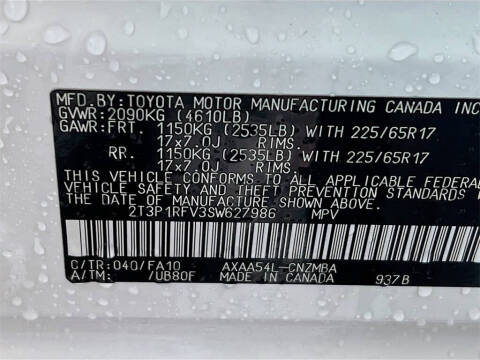 MFD.BY:TOYOTA MOTOR MANUFACTURING CANADA INC
GVWR:2090KG (4610LB)
GAWR:FRT. 1150KG (2535LB) WITH 225/65R17
17x7.0J RIMS.
RR. 1150KG (2535LB) WITH 225/65R17
17x7.0J RIMS.
THIS VEHICLE CONFORMS TO ALL APPLICABLE FEDERAL
VEHICLE SAFETY AND THEFT PREVENTION STANDARDS
THE DATE OF MANUFACTURE SHOWN ABOVE.
2T3P1RFV3SW627986 MPV
C/TR:040/FA10 AXAA54L-CNZMBA
A/TM: /UB80F MADE IN CANADA 937B